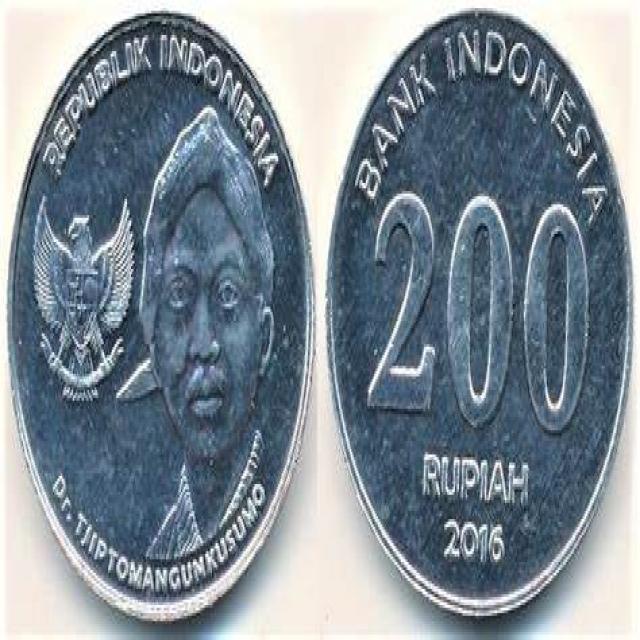 REPUBLIK INDONESIA
Dr. TJIPTOMANGUNKUSUMO
BANK INDONESIA
200
RUPIAH
2016